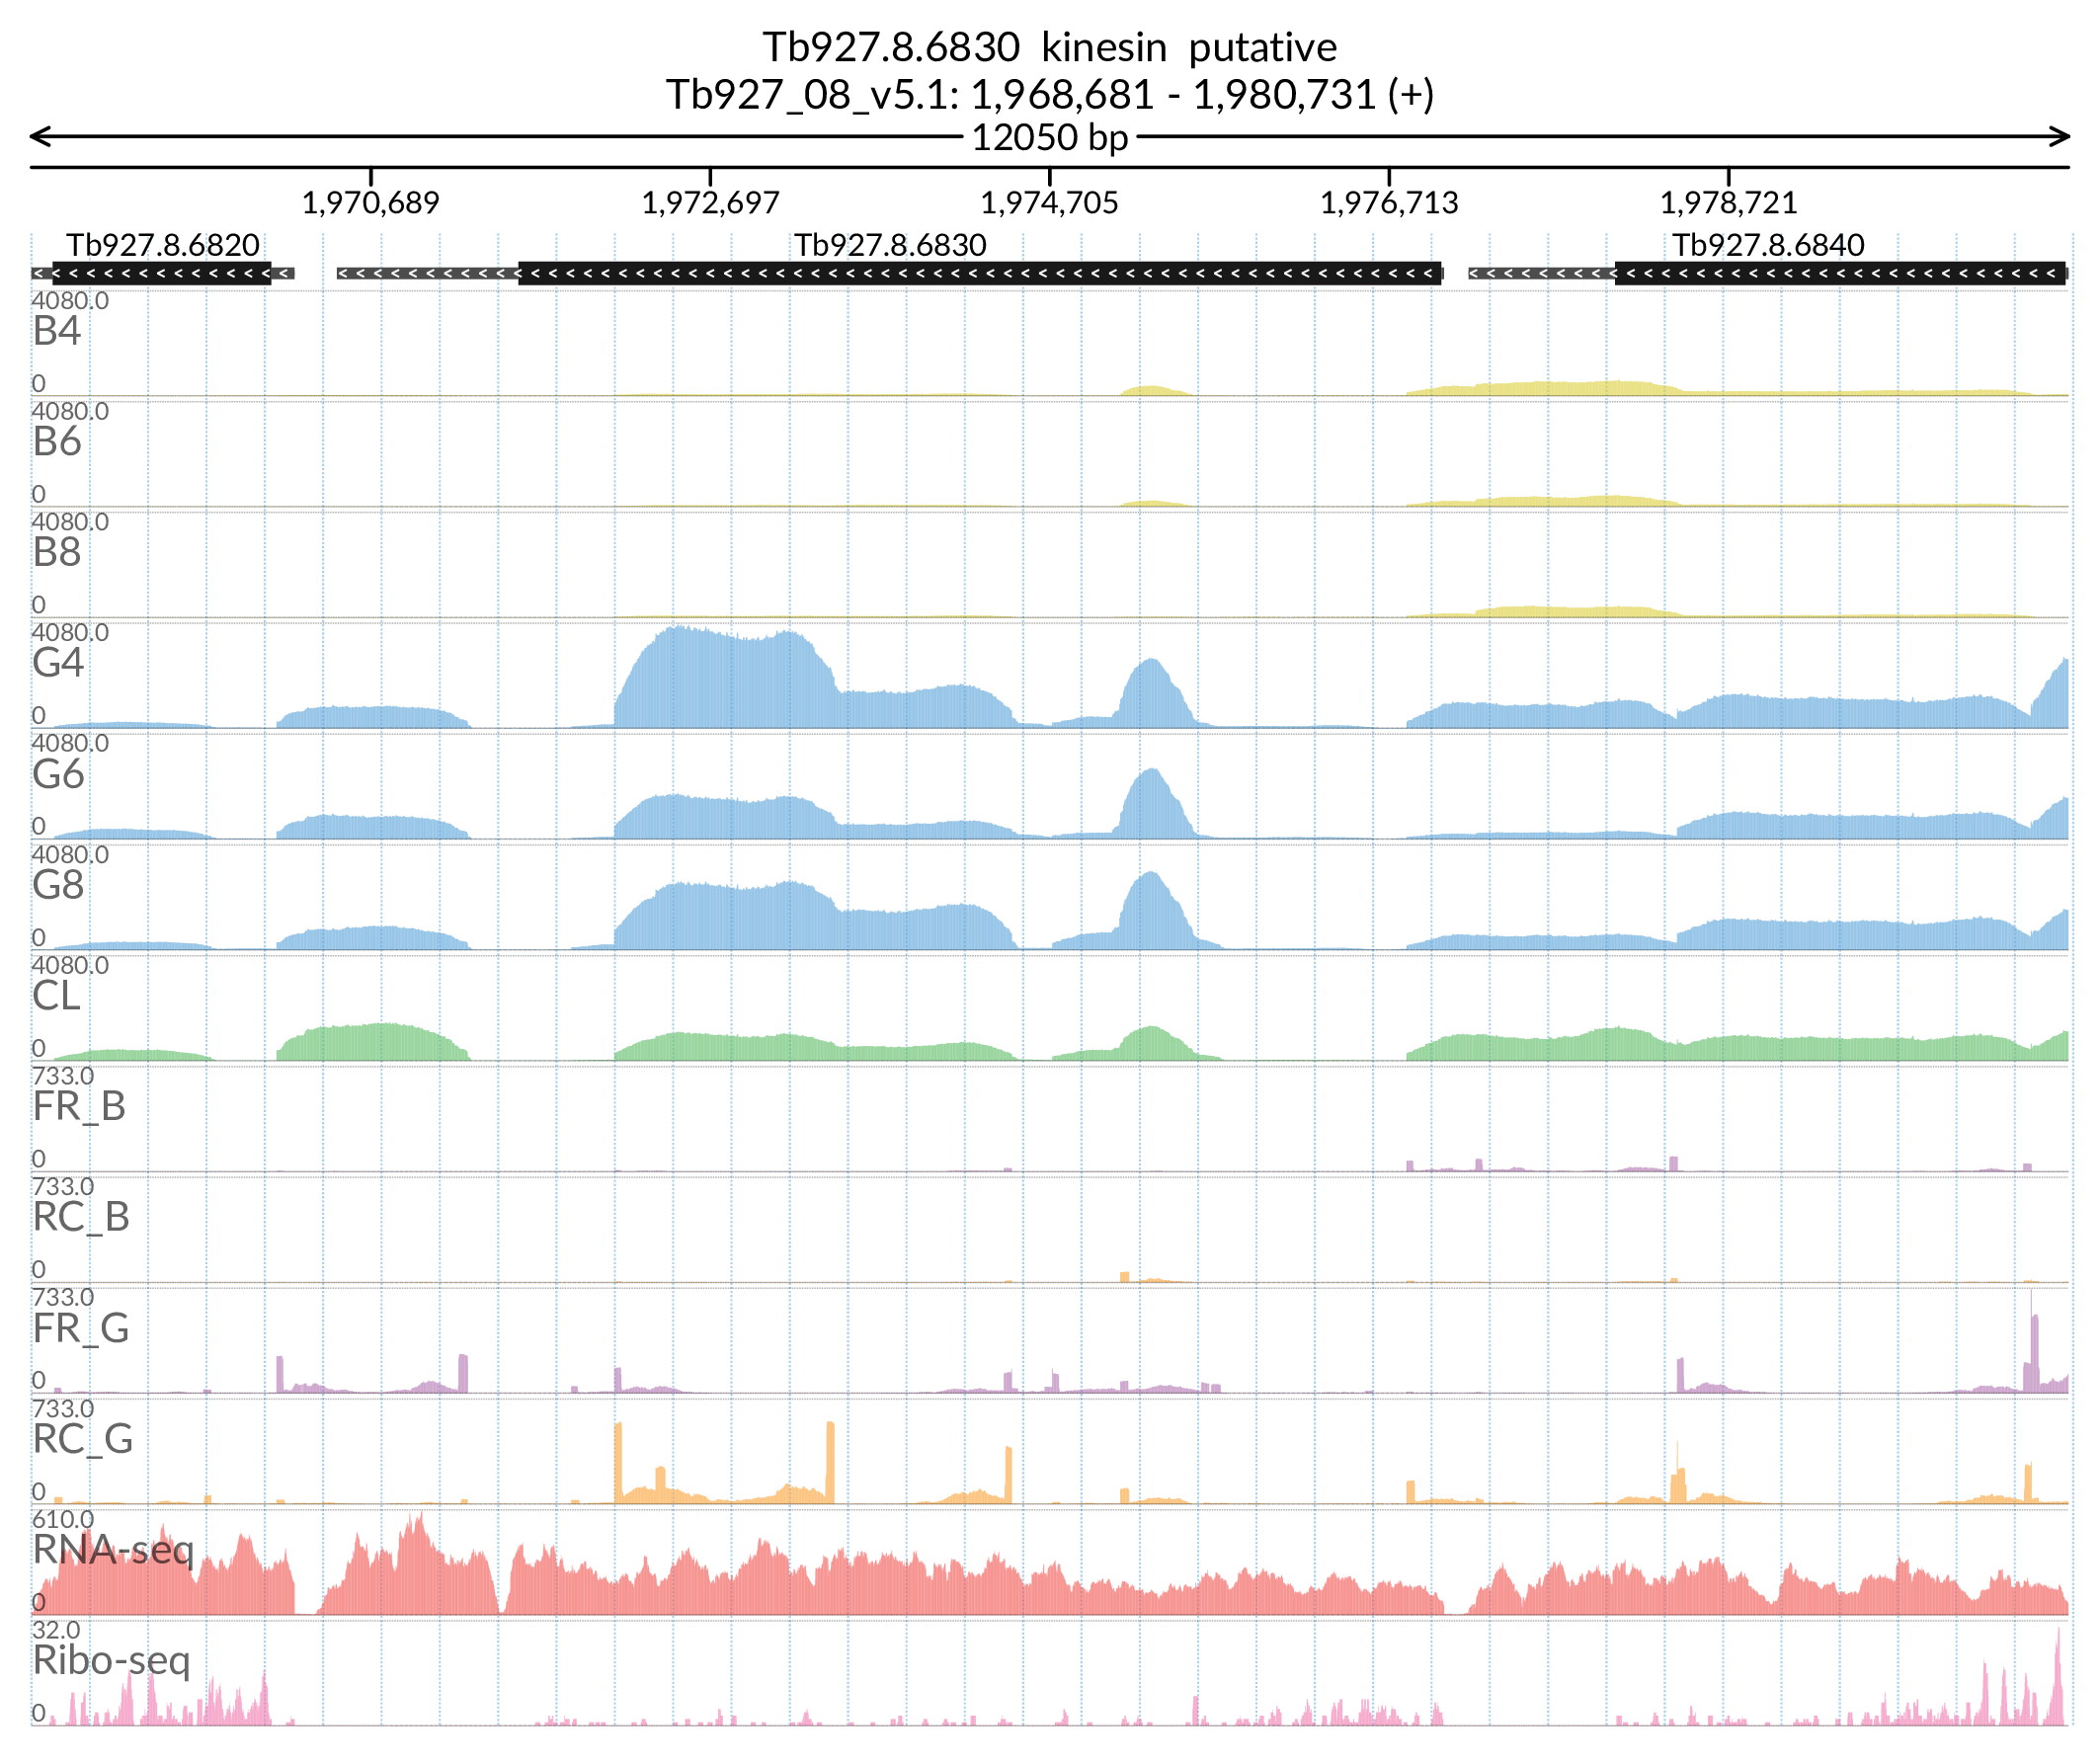 Tb927.8.6830 kinesin putative
Tb927_08_v5.1: 1,968,681 - 1,980,731 (+)
12050 bp
1,970,689 1,972,697 1,974,705 1,976,713 1,978,721
Tb927.8.6820 Tb927.8.6830 Tb927.8.6840
4080.0
B4
0
4080.0
B6
0
4080.0
B8
0
4080.0
G4
0
4080.0
G6
0
4080.0
G8
0
4080.0
CL
0
733.0
FR_B
0
733.0
RC_B
0
733.0
FR_G
0
733.0
RC_G
0
610.0
RNA-seq
0
32.0
Ribo-seq
0